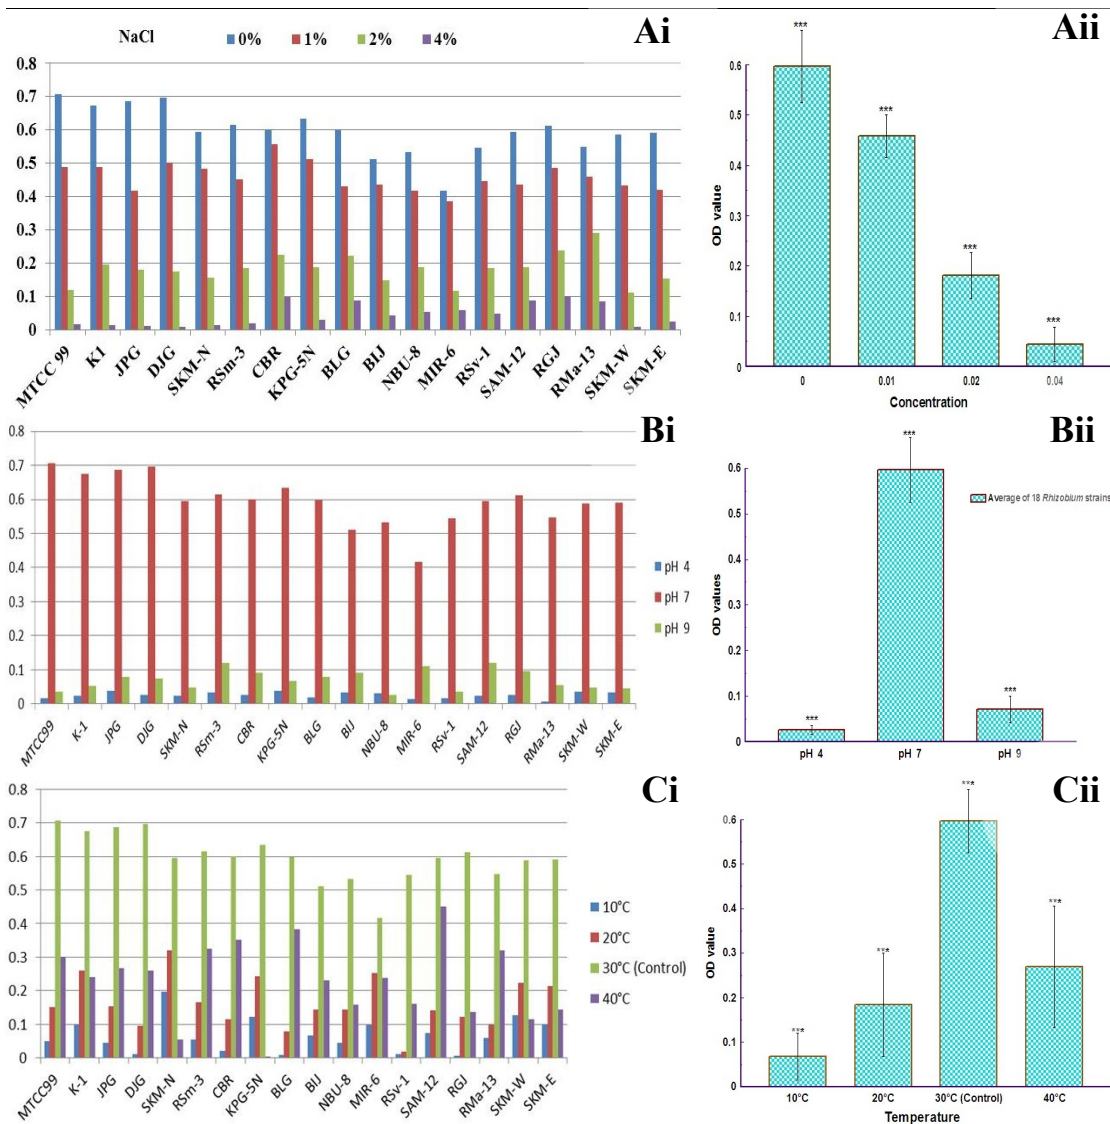 NaCl 0% 1% 2% 4% Ai
0.8
0.7
0.6
0.5
0.4
0.3
0.2
0.1
0
MTCC 99 K1 JPG DJG SKM-N RSm-3 CBR KPG-5N BLG BIJ NBU-8 MIR-6 RSv-1 SAM-12 RGJ RMa-13 SKM-W SKM-E
Aii
OD value
0.6
0.5
0.4
0.3
0.2
0.1
0
*** *** *** ***
0 0.01 0.02 0.04
Concentration
Bi
0.8
0.7
0.6
0.5
0.4
0.3
0.2
0.1
0
pH 4
pH 7
pH 9
MTCC99 K-1 JPG DJG SKM-N RSm-3 CBR KPG-5N BLG BIJ NBU-8 MIR-6 RSv-1 SAM-12 RGJ RMa-13 SKM-W SKM-E
Bii
OD values
0.6
0.5
0.4
0.3
0.2
0.1
0
*** *** ***
Average of 18 Rhizobium strains
pH 4 pH 7 pH 9
Ci
0.8
0.7
0.6
0.5
0.4
0.3
0.2
0.1
0
10°C
20°C
30°C (Control)
40°C
MTCC99 K-1 JPG DJG SKM-N RSm-3 CBR KPG-5N BLG BIJ NBU-8 MIR-6 RSv-1 SAM-12 RGJ RMa-13 SKM-W SKM-E
Cii
OD value
0.6
0.5
0.4
0.3
0.2
0.1
0
*** *** *** ***
10°C 20°C 30°C (Control) 40°C
Temperature